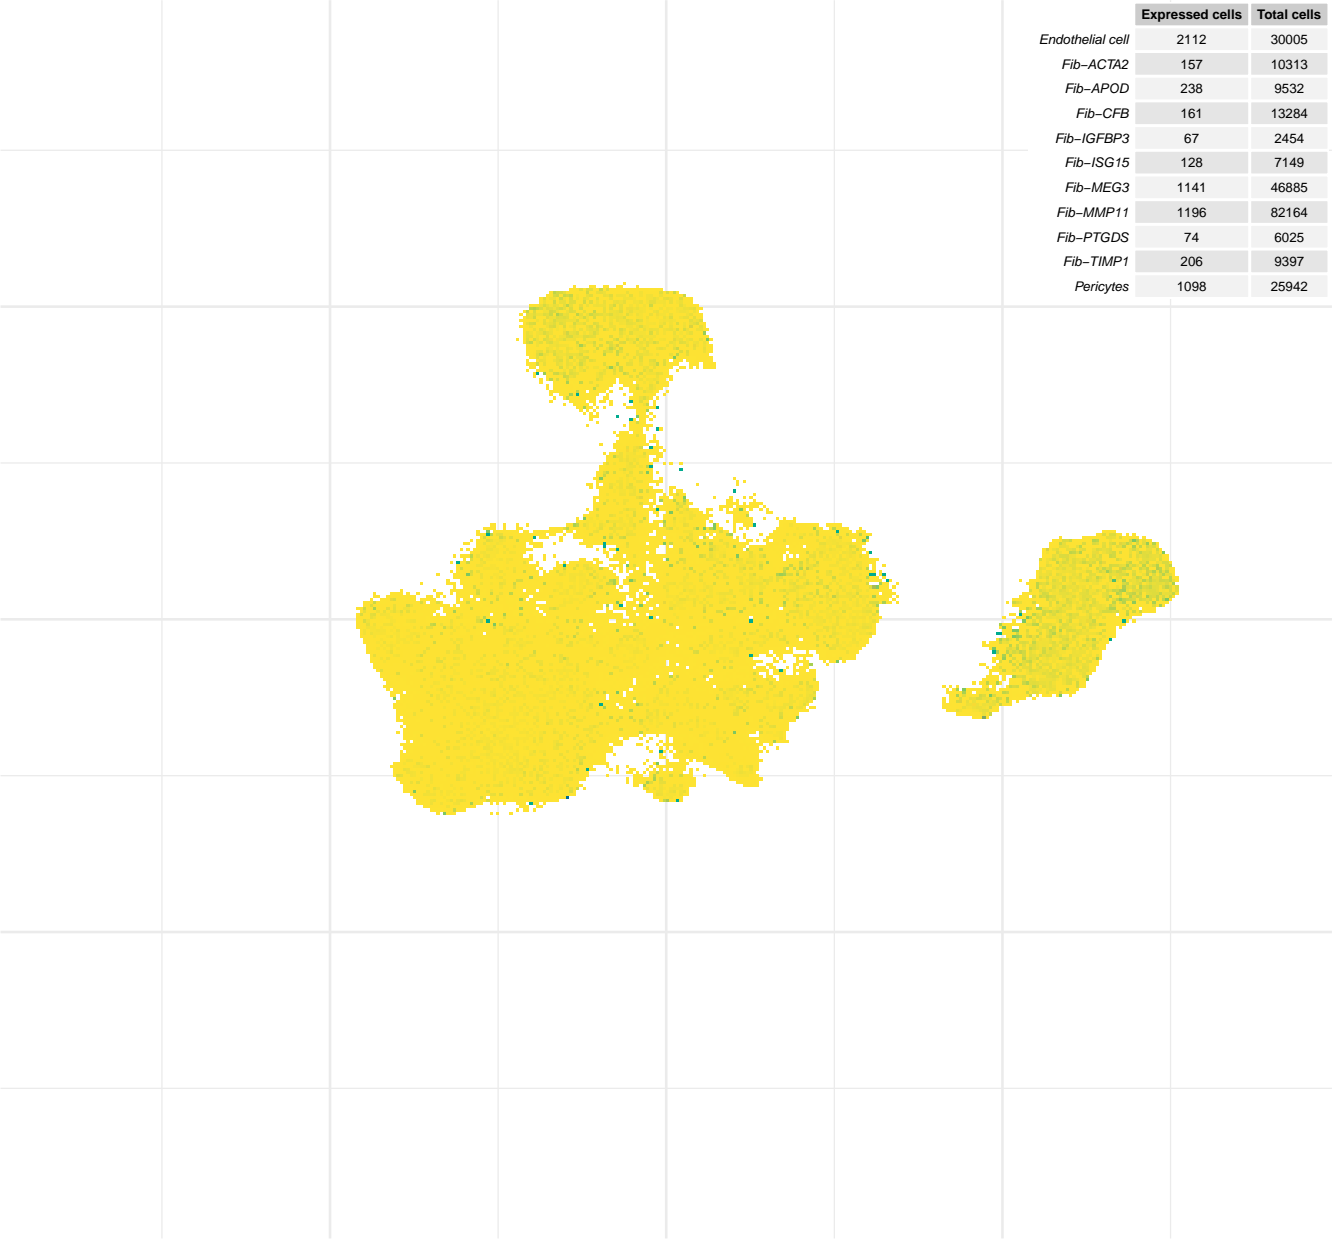 Expressed cells Total cells
Endothelial cell 2112 30005
Fib−ACTA2 157 10313
Fib−APOD 238 9532
Fib−CFB 161 13284
Fib−IGFBP3 67 2454
Fib−ISG15 128 7149
Fib−MEG3 1141 46885
Fib−MMP11 1196 82164
Fib−PTGDS 74 6025
Fib−TIMP1 206 9397
Pericytes 1098 25942